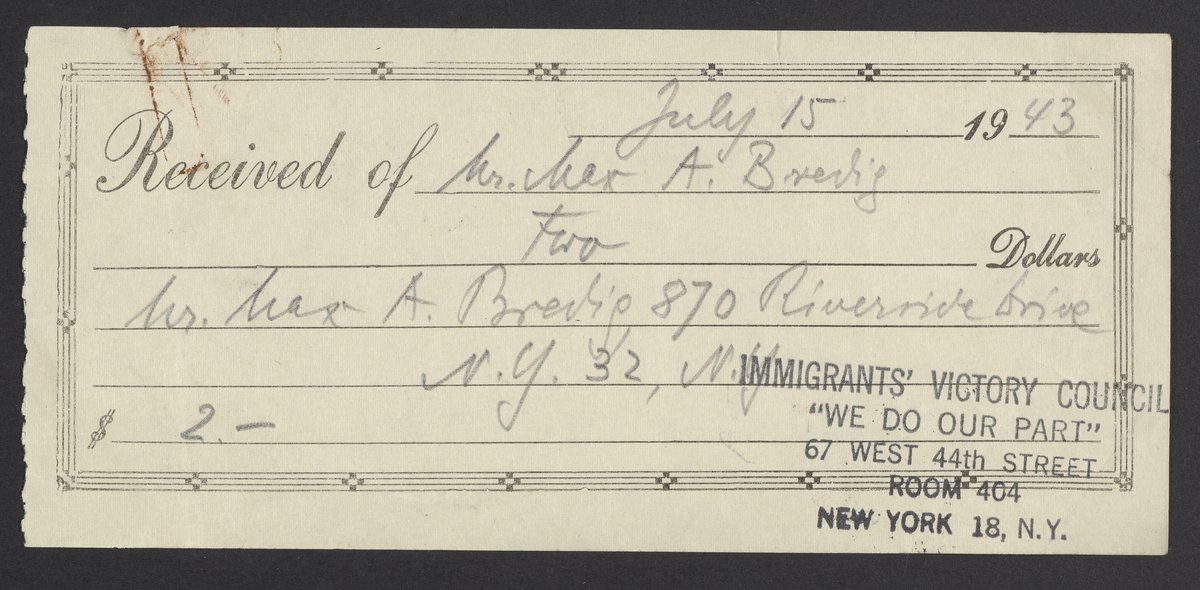 July 15 1943
Received of Mr. Max A. Bredig
Two Dollars
Mr. Max A. Bredig, 870 Riverside Drive
N.Y. 32, N.Y.
$ 2.-
IMMIGRANTS' VICTORY COUNCIL
"WE DO OUR PART"
67 WEST 44th STREET
ROOM 404
NEW YORK 18, N.Y.